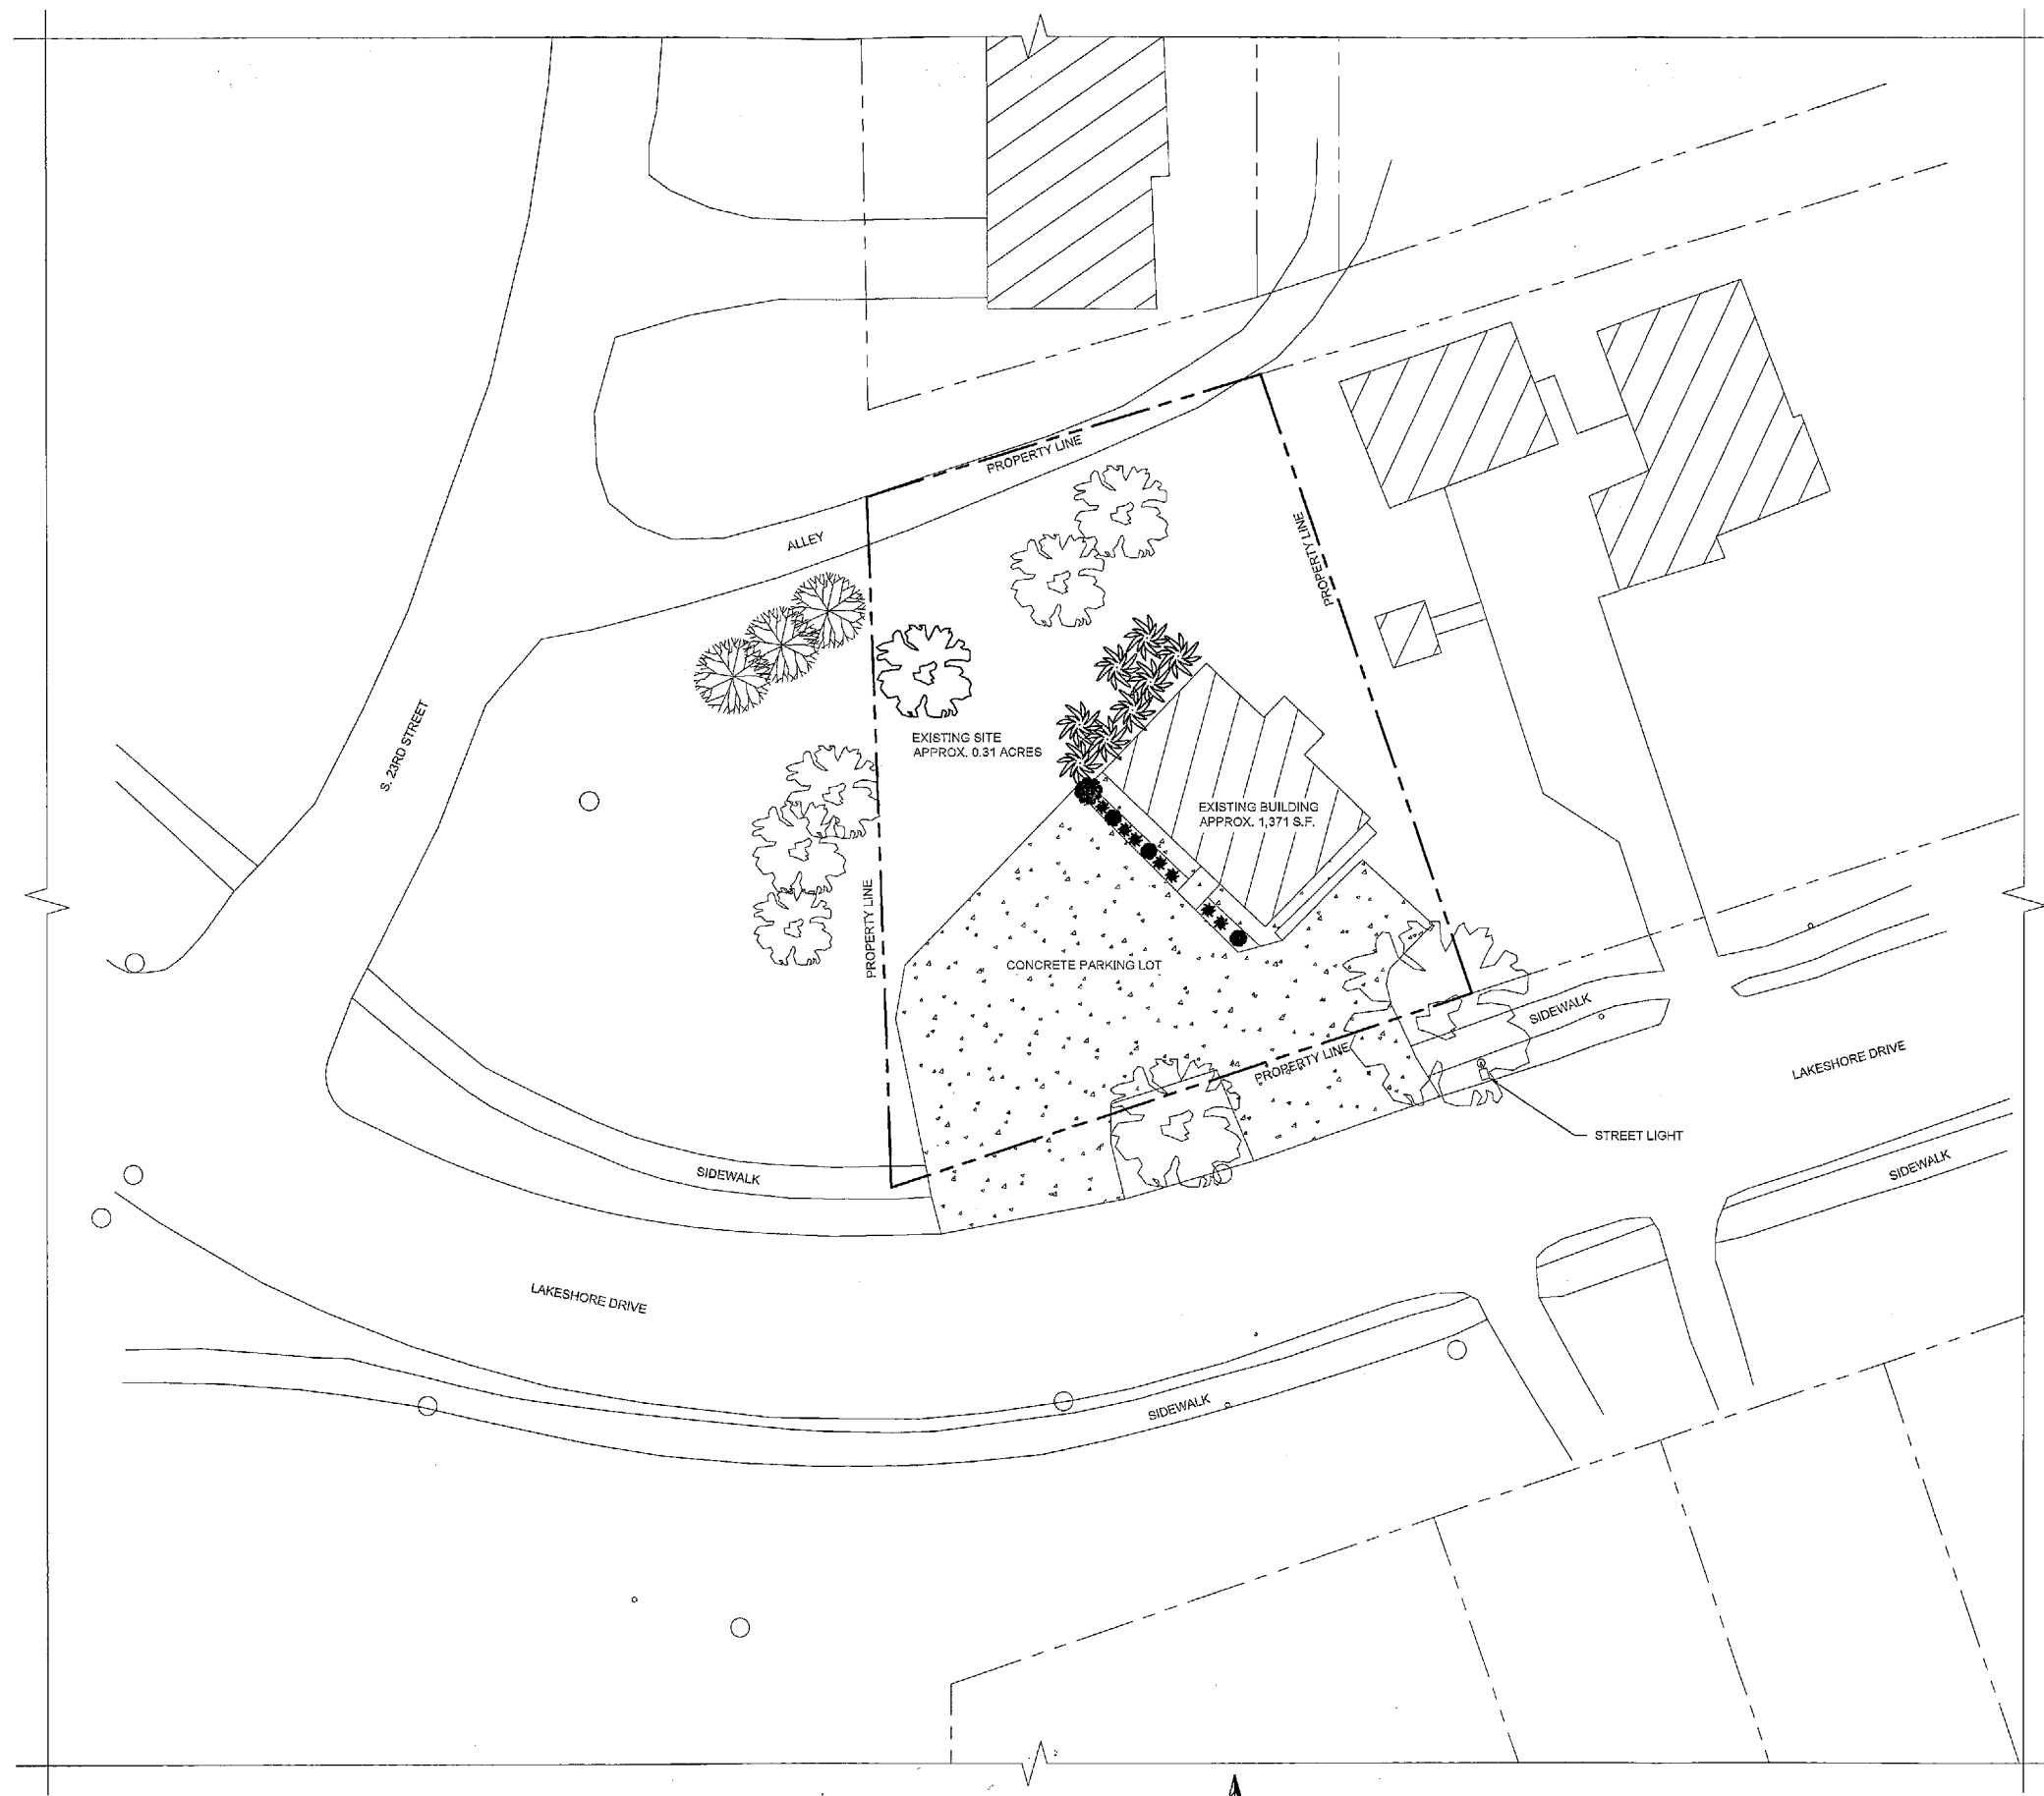 PROPERTY LINE
ALLEY
PROPERTY LINE
S. 23RD STREET
EXISTING SITE
APPROX. 0.31 ACRES
EXISTING BUILDING
APPROX. 1,371 S.F.
PROPERTY LINE
CONCRETE PARKING LOT
SIDEWALK
PROPERTY LINE
LAKESHORE DRIVE
STREET LIGHT
SIDEWALK
SIDEWALK
LAKESHORE DRIVE
SIDEWALK